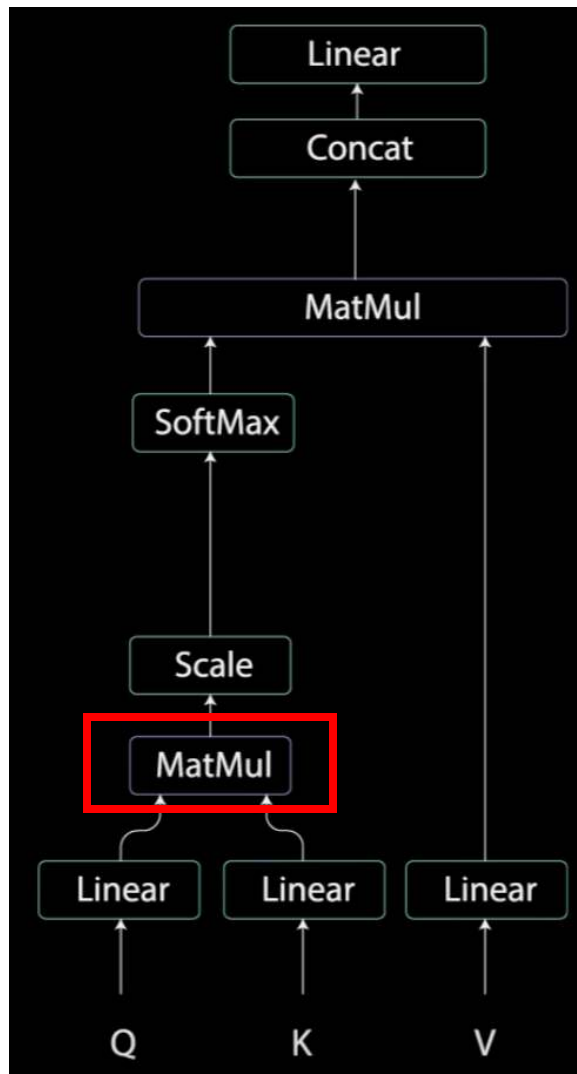 Linear
Concat
MatMul
SoftMax
Scale
MatMul
Linear Linear Linear
Q K V